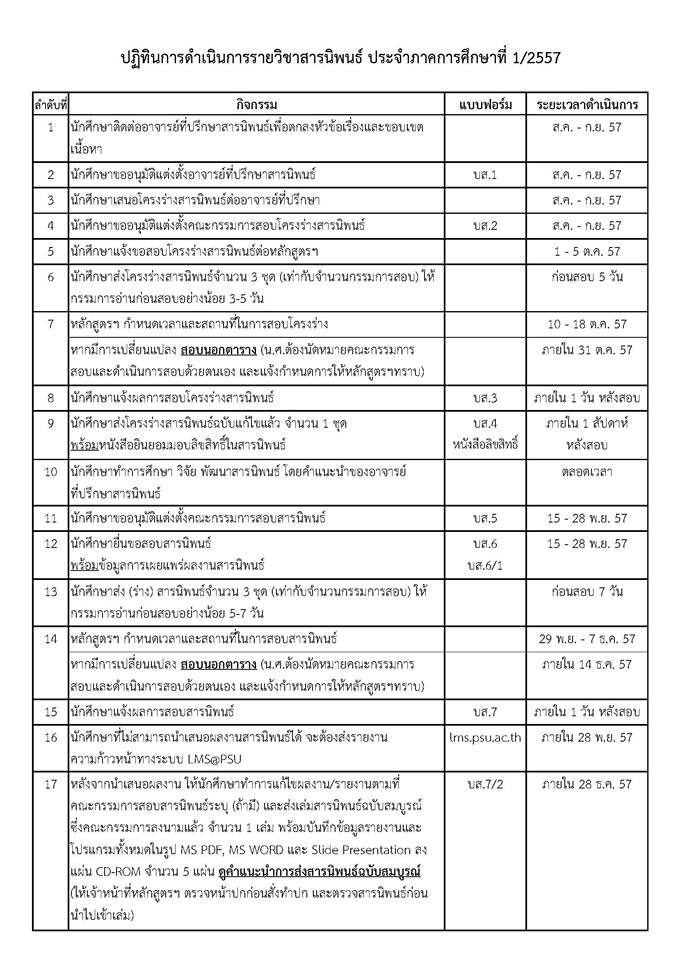 ปฏิทินการดำเนินการรายวิชาสารนิพนธ์ ประจำภาคการศึกษาที่ 1/2557
ลำดับที่ กิจกรรม แบบฟอร์ม ระยะเวลาดำเนินการ
1 นักศึกษาติดต่ออาจารย์ที่ปรึกษาสารนิพนธ์เพื่อตกลงหัวข้อเรื่องและขอบเขต ส.ค. - ก.ย. 57
เนื้อหา
2 นักศึกษาขออนุมัติแต่งตั้งอาจารย์ที่ปรึกษาสารนิพนธ์ บส.1 ส.ค. - ก.ย. 57
3 นักศึกษาเสนอโครงร่างสารนิพนธ์ต่ออาจารย์ที่ปรึกษา ส.ค. - ก.ย. 57
4 นักศึกษาขออนุมัติแต่งตั้งคณะกรรมการสอบโครงร่างสารนิพนธ์ บส.2 ส.ค. - ก.ย. 57
5 นักศึกษาแจ้งขอสอบโครงร่างสารนิพนธ์ต่อหลักสูตรฯ 1 - 5 ต.ค. 57
6 นักศึกษาส่งโครงร่างสารนิพนธ์จำนวน 3 ชุด (เท่ากับจำนวนกรรมการสอบ) ให้ ก่อนสอบ 5 วัน
กรรมการอ่านก่อนสอบอย่างน้อย 3-5 วัน
7 หลักสูตรฯ กำหนดเวลาและสถานที่ในการสอบโครงร่าง 10 - 18 ต.ค. 57
หากมีการเปลี่ยนแปลง สอบนอกตาราง (น.ศ.ต้องนัดหมายคณะกรรมการ ภายใน 31 ต.ค. 57
สอบและดำเนินการสอบด้วยตนเอง และแจ้งกำหนดการให้หลักสูตรฯทราบ)
8 นักศึกษาแจ้งผลการสอบโครงร่างสารนิพนธ์ บส.3 ภายใน 1 วัน หลังสอบ
9 นักศึกษาส่งโครงร่างสารนิพนธ์ฉบับแก้ไขแล้ว จำนวน 1 ชุด บส.4 ภายใน 1 สัปดาห์
พร้อมหนังสือยินยอมมอบลิขสิทธิ์ในสารนิพนธ์ หนังสือลิขสิทธิ์ หลังสอบ
10 นักศึกษาทำการศึกษา วิจัย พัฒนาสารนิพนธ์ โดยคำแนะนำของอาจารย์ ตลอดเวลา
ที่ปรึกษาสารนิพนธ์
11 นักศึกษาขออนุมัติแต่งตั้งคณะกรรมการสอบสารนิพนธ์ บส.5 15 - 28 พ.ย. 57
12 นักศึกษายื่นขอสอบสารนิพนธ์ บส.6 15 - 28 พ.ย. 57
พร้อมข้อมูลการเผยแพร่ผลงานสารนิพนธ์ บส.6/1
13 นักศึกษาส่ง (ร่าง) สารนิพนธ์จำนวน 3 ชุด (เท่ากับจำนวนกรรมการสอบ) ให้ ก่อนสอบ 7 วัน
กรรมการอ่านก่อนสอบอย่างน้อย 5-7 วัน
14 หลักสูตรฯ กำหนดเวลาและสถานที่ในการสอบสารนิพนธ์ 29 พ.ย. - 7 ธ.ค. 57
หากมีการเปลี่ยนแปลง สอบนอกตาราง (น.ศ.ต้องนัดหมายคณะกรรมการ ภายใน 14 ธ.ค. 57
สอบและดำเนินการสอบด้วยตนเอง และแจ้งกำหนดการให้หลักสูตรฯทราบ)
15 นักศึกษาแจ้งผลการสอบสารนิพนธ์ บส.7 ภายใน 1 วัน หลังสอบ
16 นักศึกษาที่ไม่สามารถนำเสนอผลงานสารนิพนธ์ได้ จะต้องส่งรายงาน lms.psu.ac.th ภายใน 28 พ.ย. 57
ความก้าวหน้าทางระบบ LMS@PSU
17 หลังจากนำเสนอผลงาน ให้นักศึกษาทำการแก้ไขผลงาน/รายงานตามที่ บส.7/2 ภายใน 28 ธ.ค. 57
คณะกรรมการสอบสารนิพนธ์ระบุ (ถ้ามี) และส่งเล่มสารนิพนธ์ฉบับสมบูรณ์
ซึ่งคณะกรรมการลงนามแล้ว จำนวน 1 เล่ม พร้อมบันทึกข้อมูลรายงานและ
โปรแกรมทั้งหมดในรูป MS PDF, MS WORD และ Slide Presentation ลง
แผ่น CD-ROM จำนวน 5 แผ่น ดูคำแนะนำการส่งสารนิพนธ์ฉบับสมบูรณ์
(ให้เจ้าหน้าที่หลักสูตรฯ ตรวจหน้าปกก่อนสั่งทำปก และตรวจสารนิพนธ์ก่อน
นำไปเข้าเล่ม)